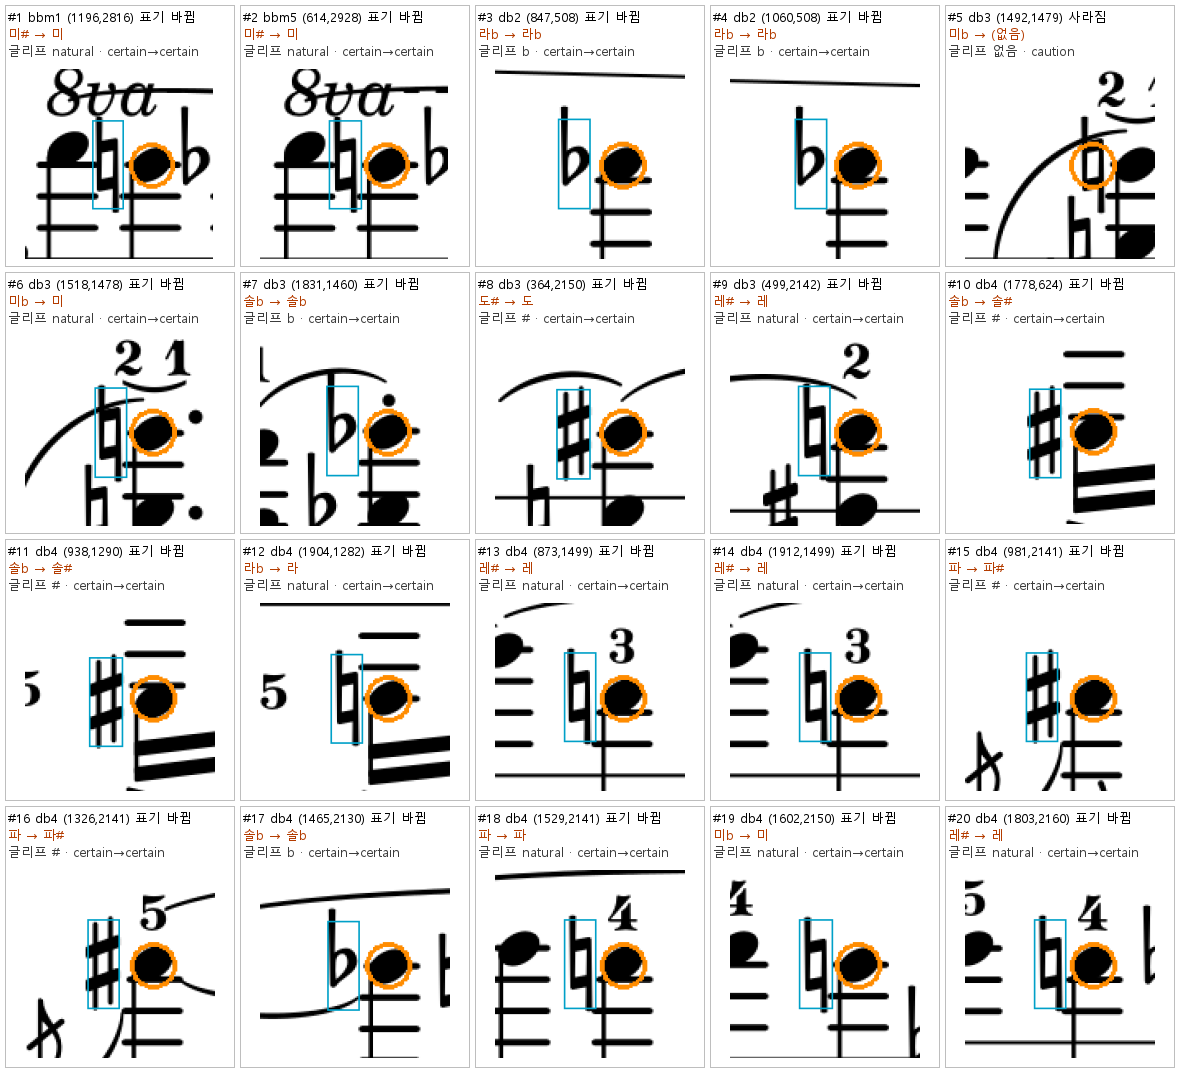 #1 bbm1 (1196,2816) 표기 바뀜
미# → 미
글리프 natural · certain→certain
8va
#2 bbm5 (614,2928) 표기 바뀜
미# → 미
글리프 natural · certain→certain
8va
#3 db2 (847,508) 표기 바뀜
라b → 라b
글리프 b · certain→certain
#4 db2 (1060,508) 표기 바뀜
라b → 라b
글리프 b · certain→certain
#5 db3 (1492,1479) 사라짐
미b → (없음)
글리프 없음 · caution
2 1
#6 db3 (1518,1478) 표기 바뀜
미b → 미
글리프 natural · certain→certain
2 1
#7 db3 (1831,1460) 표기 바뀜
솔b → 솔b
글리프 b · certain→certain
#8 db3 (364,2150) 표기 바뀜
도# → 도
글리프 # · certain→certain
#9 db3 (499,2142) 표기 바뀜
레# → 레
글리프 natural · certain→certain
2
#10 db4 (1778,624) 표기 바뀜
솔b → 솔#
글리프 # · certain→certain
#11 db4 (938,1290) 표기 바뀜
솔b → 솔#
글리프 # · certain→certain
5
#12 db4 (1904,1282) 표기 바뀜
라b → 라
글리프 natural · certain→certain
5
#13 db4 (873,1499) 표기 바뀜
레# → 레
글리프 natural · certain→certain
3
#14 db4 (1912,1499) 표기 바뀜
레# → 레
글리프 natural · certain→certain
3
#15 db4 (981,2141) 표기 바뀜
파 → 파#
글리프 # · certain→certain
#16 db4 (1326,2141) 표기 바뀜
파 → 파#
글리프 # · certain→certain
5
#17 db4 (1465,2130) 표기 바뀜
솔b → 솔b
글리프 b · certain→certain
#18 db4 (1529,2141) 표기 바뀜
파 → 파
글리프 natural · certain→certain
4
#19 db4 (1602,2150) 표기 바뀜
미b → 미
글리프 natural · certain→certain
4
#20 db4 (1803,2160) 표기 바뀜
레# → 레
글리프 natural · certain→certain
5 4